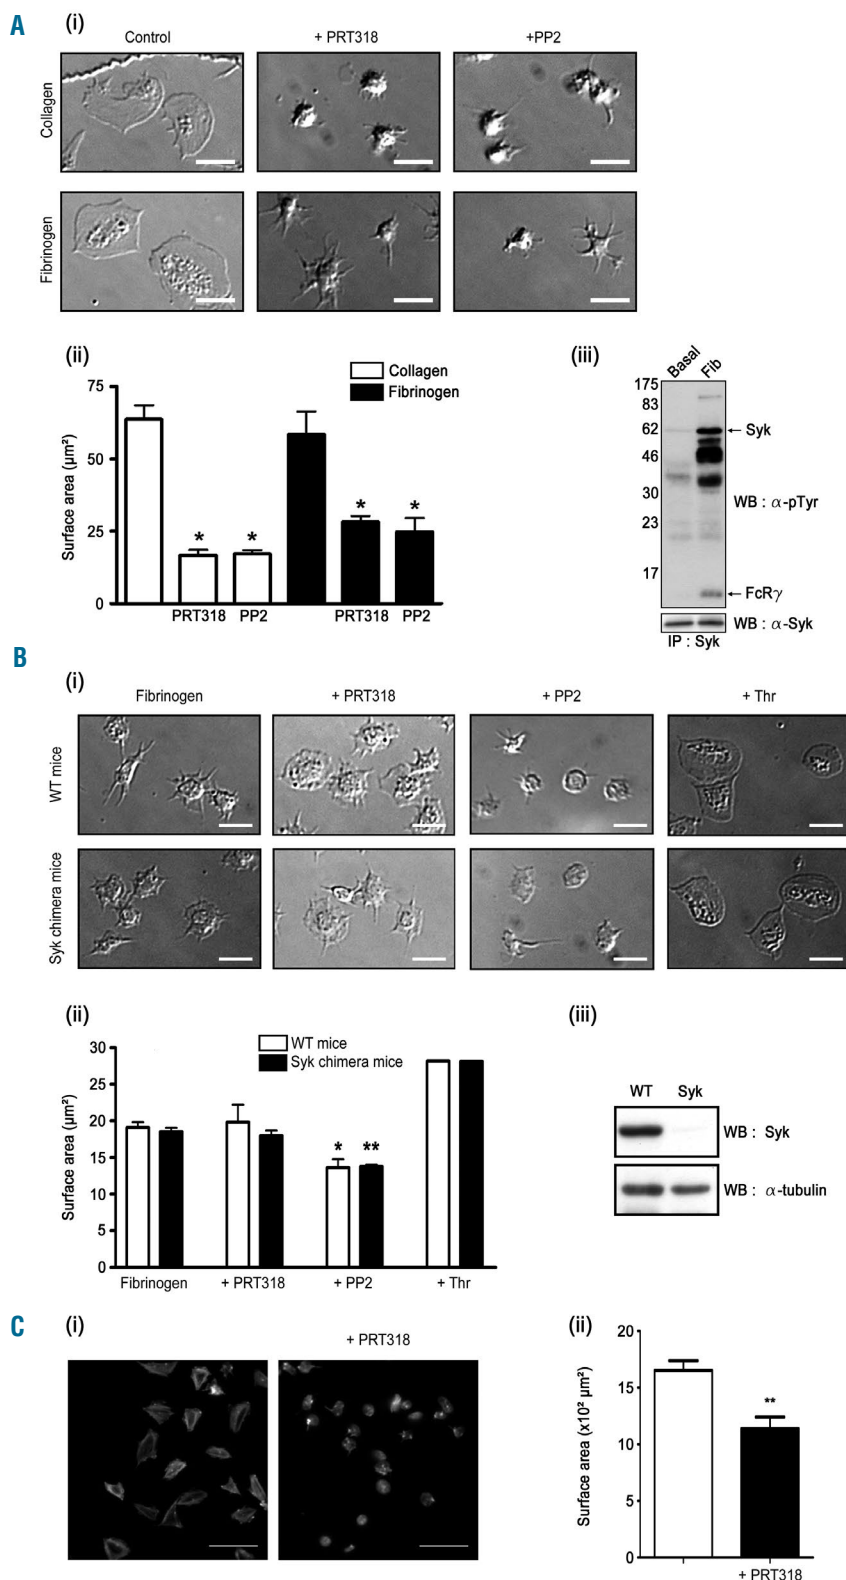 A
(i)
Control
+ PRT318
+PP2
Collagen
Fibrinogen
(ii)
Collagen
Fibrinogen
Surface area (µm²)
75
50
25
0
*
*
*
*
PRT318
PP2
PRT318
PP2
(iii)
Basal
Fib
175
83
62
46
30
23
17
← Syk
WB : α-pTyr
← FcRγ
WB : α-Syk
IP : Syk
B
(i)
Fibrinogen
+ PRT318
+ PP2
+ Thr
WT mice
Syk chimera mice
(ii)
WT mice
Syk chimera mice
Surface area (µm²)
30
25
20
15
10
5
0
*
**
Fibrinogen
+ PRT318
+ PP2
+ Thr
(iii)
WT
Syk
WB : Syk
WB : α-tubulin
C
(i)
+ PRT318
(ii)
Surface area (x10² µm²)
20
15
10
5
0
**
+ PRT318